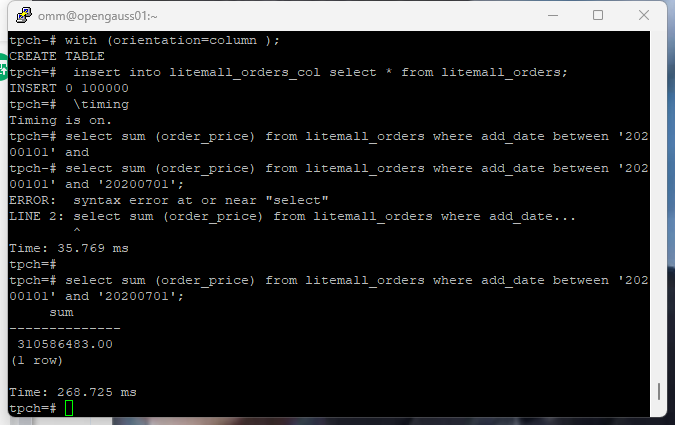 omm@opengauss01:~
tpch-# with (orientation=column );
CREATE TABLE
tpch=#  insert into litemall_orders_col select * from litemall_orders;
INSERT 0 100000
tpch=#  \timing
Timing is on.
tpch=# select sum (order_price) from litemall_orders where add_date between '202
00101' and
tpch-# select sum (order_price) from litemall_orders where add_date between '202
00101' and '20200701';
ERROR:  syntax error at or near "select"
LINE 2: select sum (order_price) from litemall_orders where add_date...
        ^
Time: 35.769 ms
tpch=#
tpch=# select sum (order_price) from litemall_orders where add_date between '202
00101' and '20200701';
     sum
--------------
 310586483.00
(1 row)

Time: 268.725 ms
tpch=#